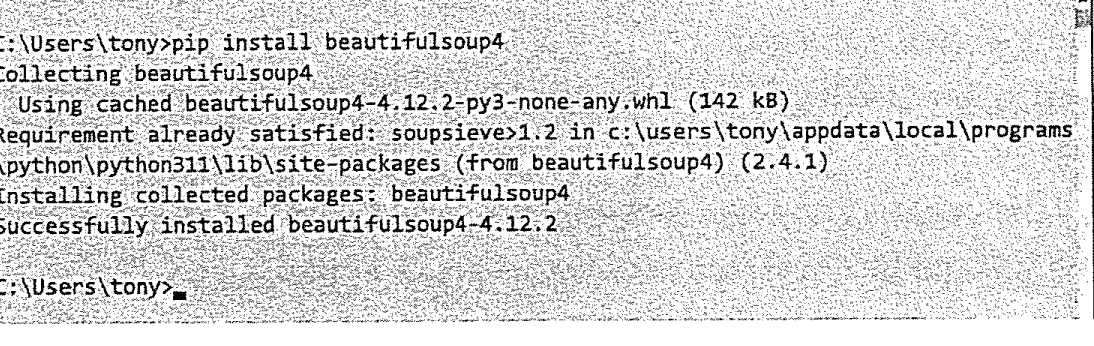 C:\Users\tony>pip install beautifulsoup4
Collecting beautifulsoup4
  Using cached beautifulsoup4-4.12.2-py3-none-any.whl (142 kB)
Requirement already satisfied: soupsieve>1.2 in c:\users\tony\appdata\local\programs
\python\python311\lib\site-packages (from beautifulsoup4) (2.4.1)
Installing collected packages: beautifulsoup4
Successfully installed beautifulsoup4-4.12.2
C:\Users\tony>